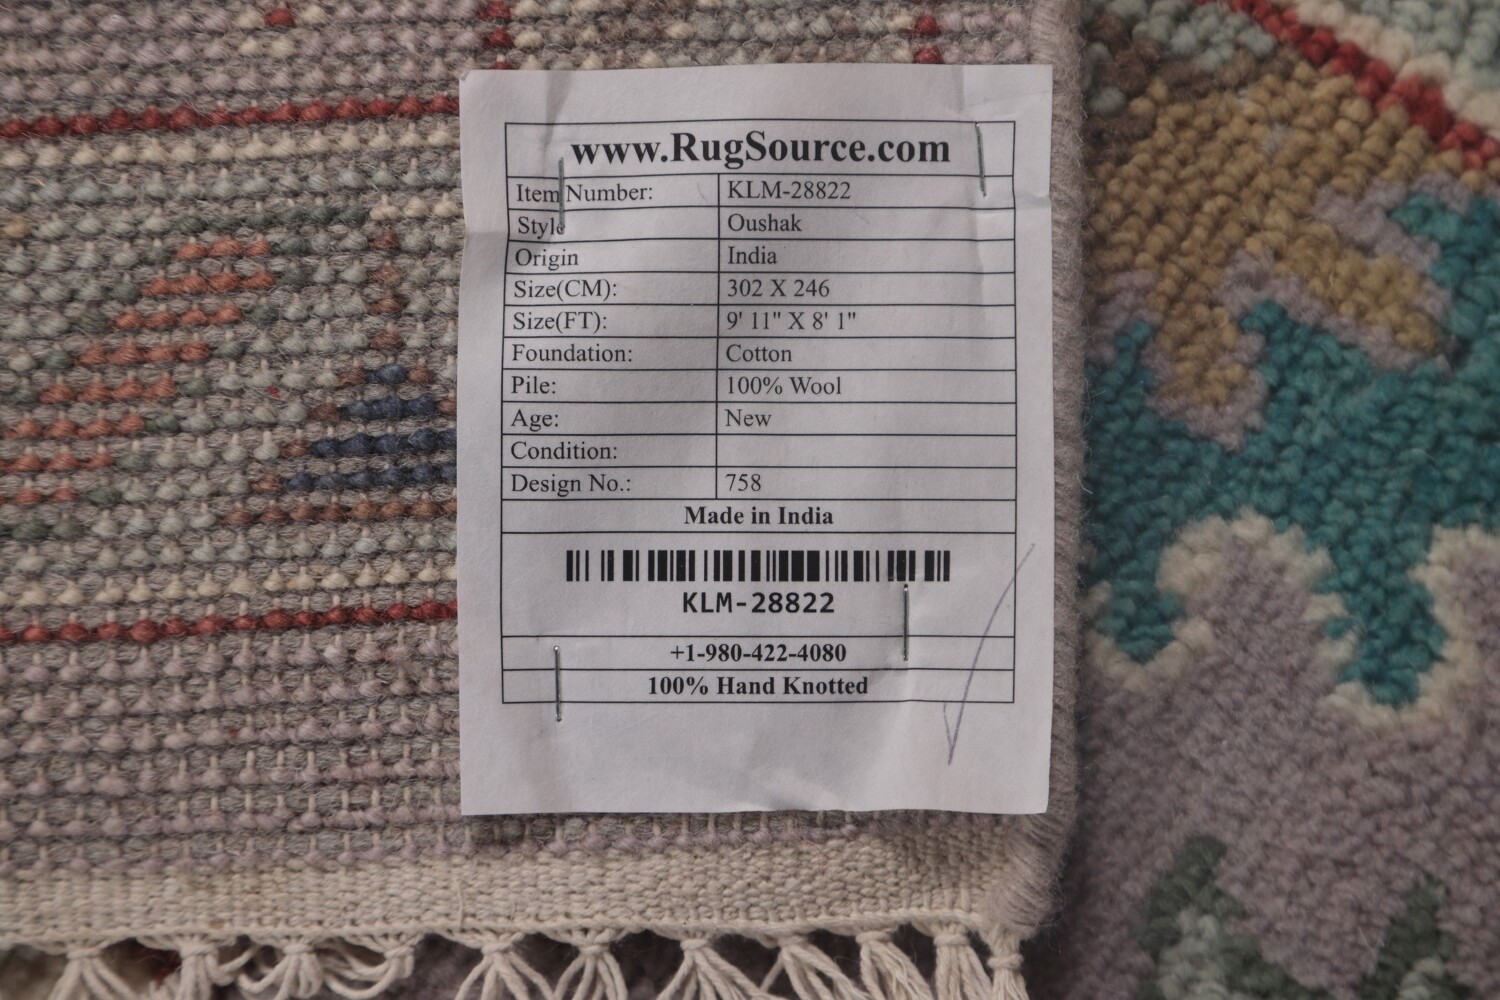 www.RugSource.com
Item Number: KLM-28822
Style Oushak
Origin India
Size(CM): 302 X 246
Size(FT): 9' 11" X 8' 1"
Foundation: Cotton
Pile: 100% Wool
Age: New
Condition:
Design No.: 758
Made in India
KLM-28822
+1-980-422-4080
100% Hand Knotted